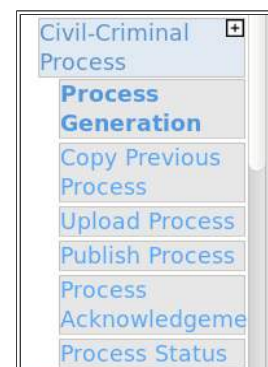 Civil-Criminal
Process
Process
Generation
Copy Previous
Process
Upload Process
Publish Process
Process
Acknowledgeme
Process Status